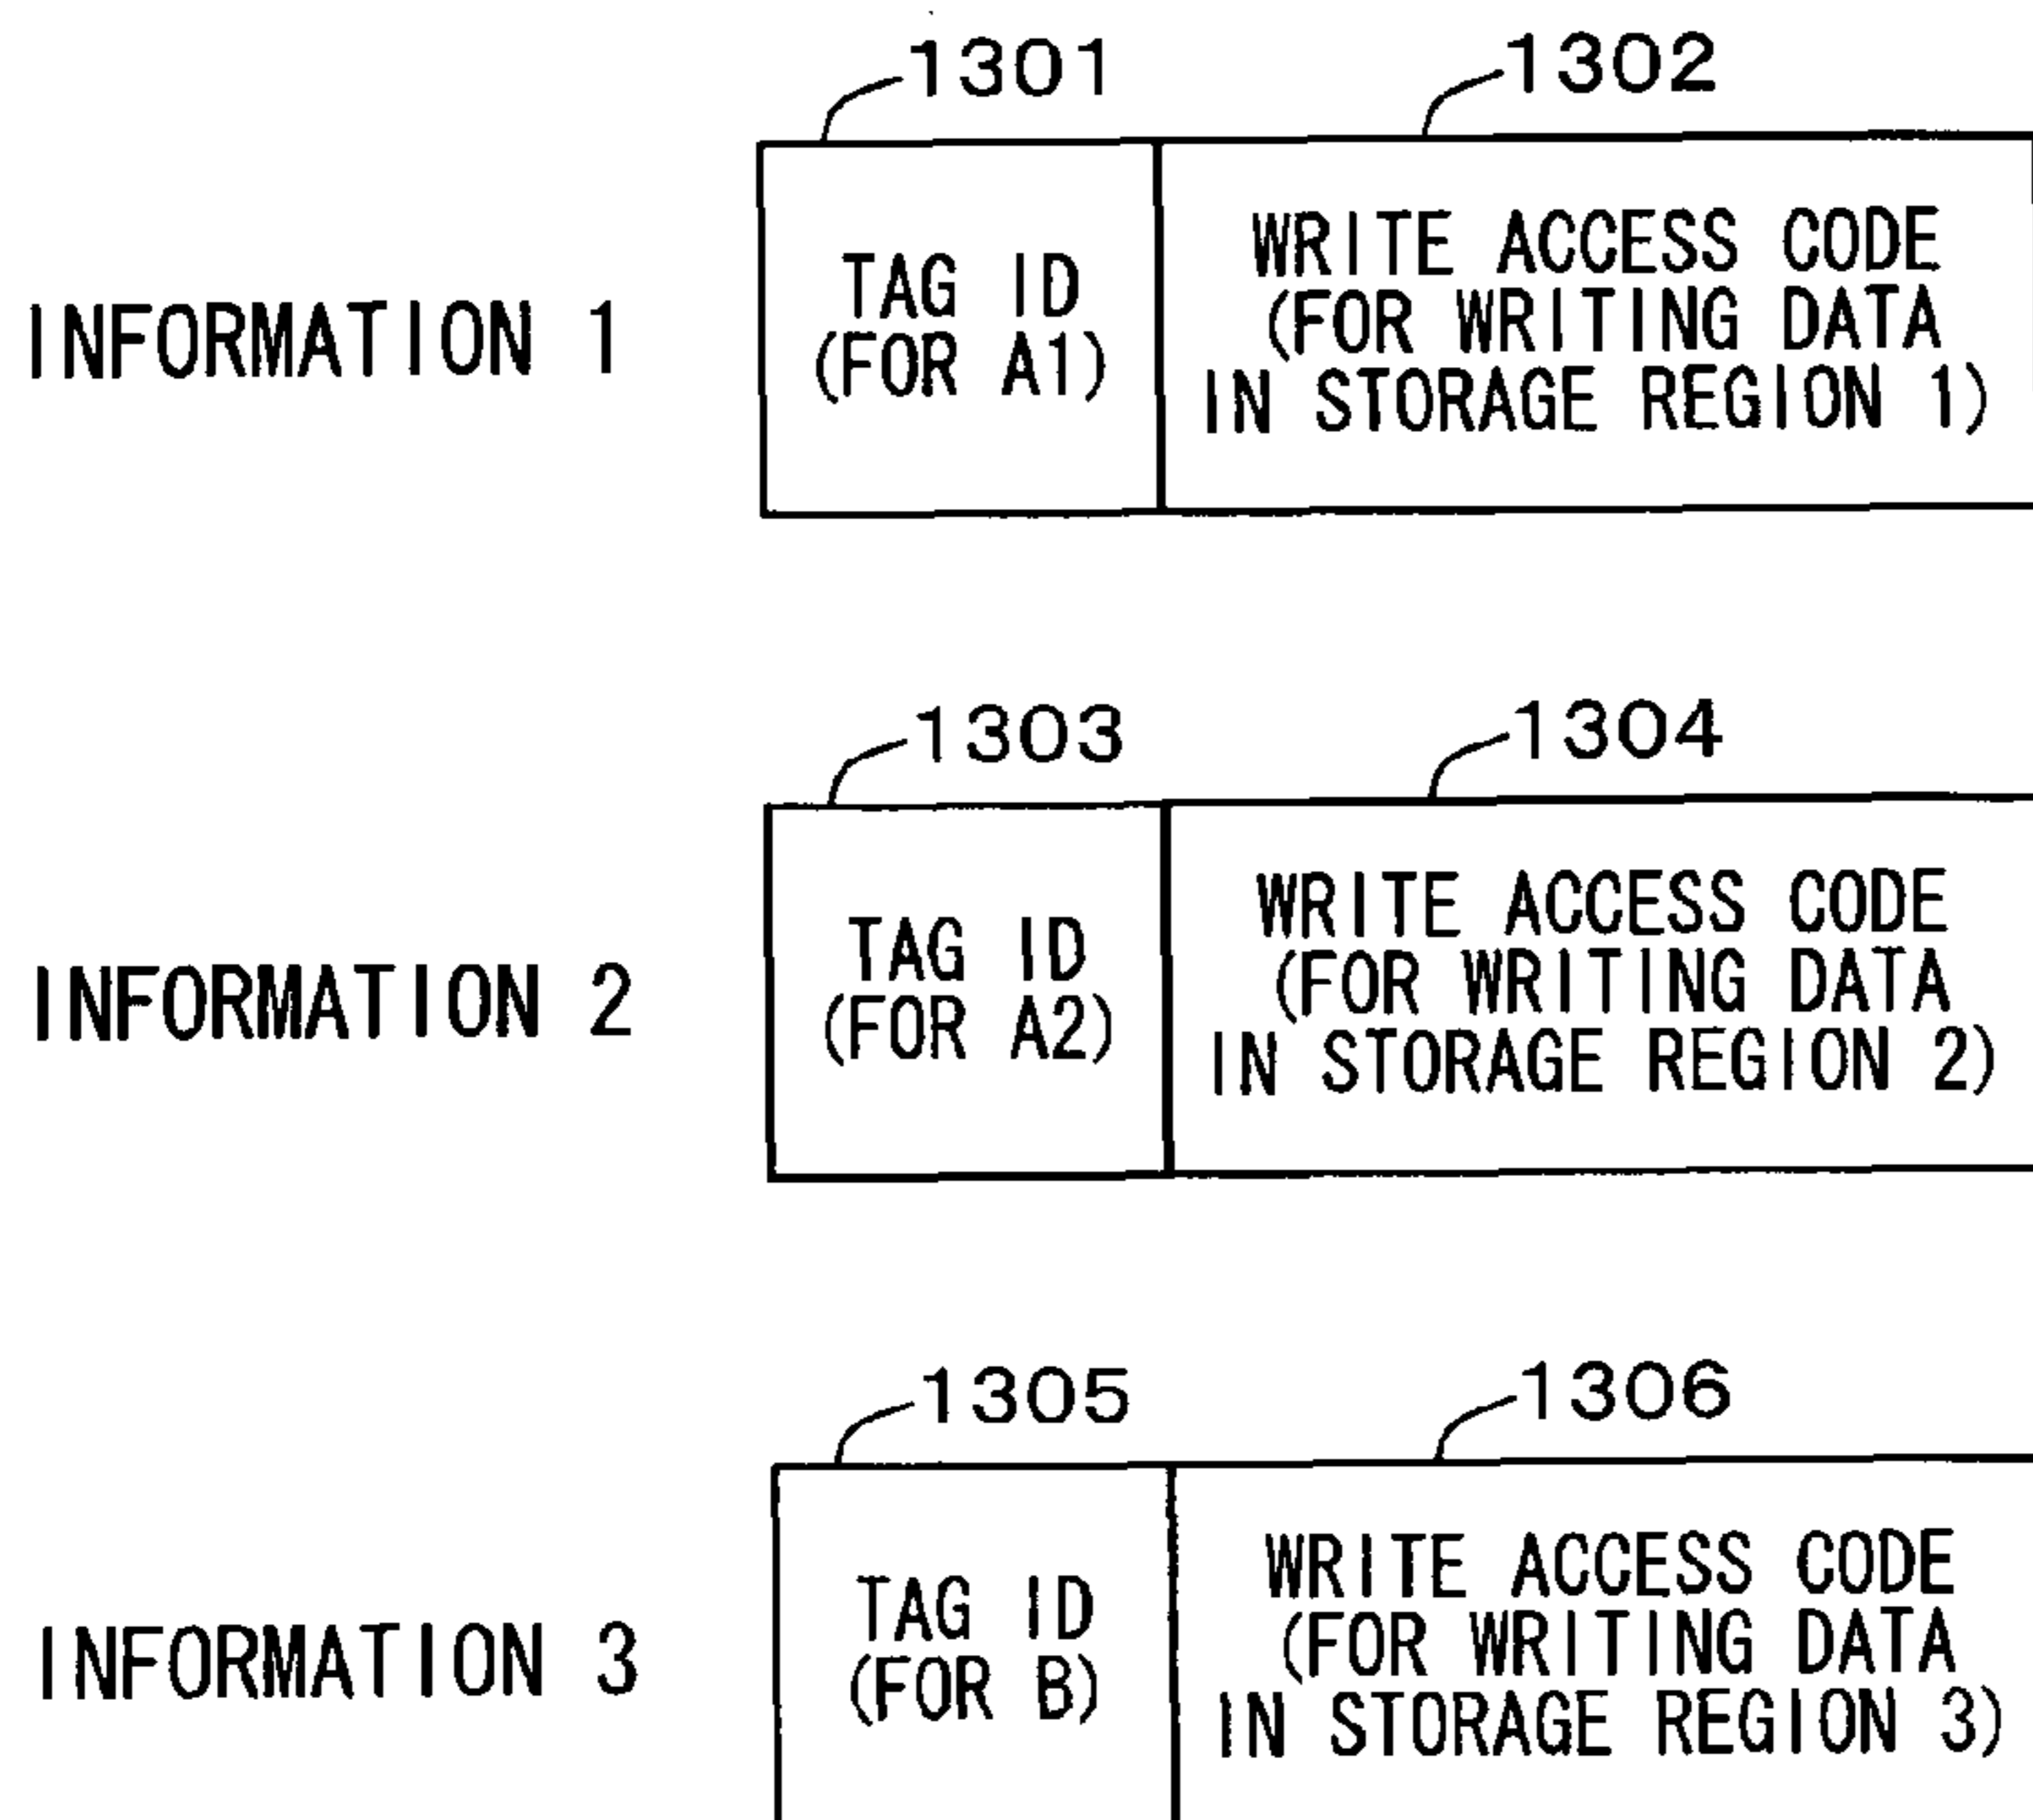 1301
1302
INFORMATION 1
TAG ID
(FOR A1)
WRITE ACCESS CODE
(FOR WRITING DATA
IN STORAGE REGION 1)
1303
1304
INFORMATION 2
TAG ID
(FOR A2)
WRITE ACCESS CODE
(FOR WRITING DATA
IN STORAGE REGION 2)
1305
1306
INFORMATION 3
TAG ID
(FOR B)
WRITE ACCESS CODE
(FOR WRITING DATA
IN STORAGE REGION 3)